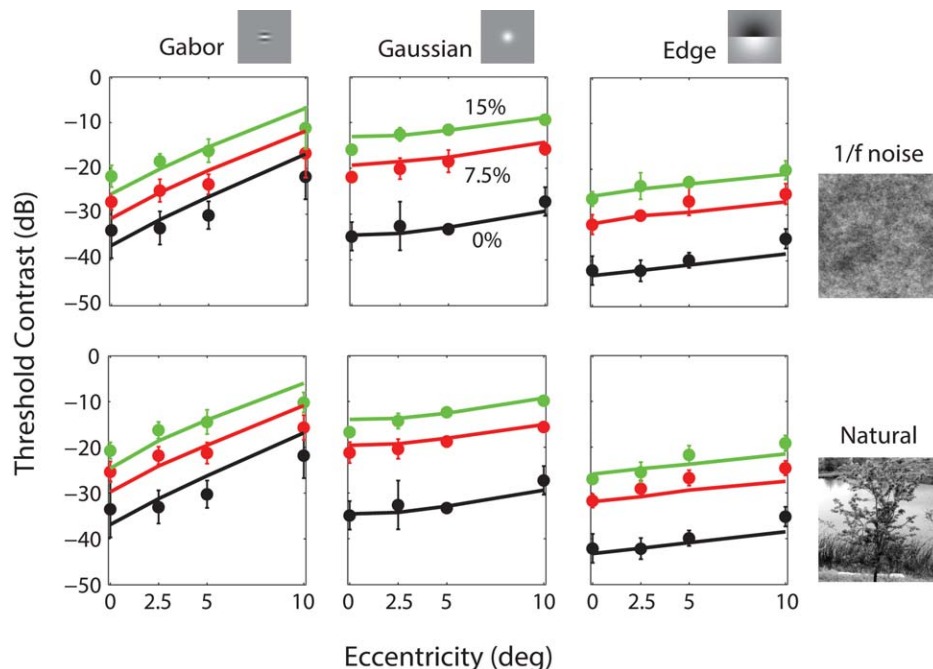 Gabor
Gaussian
Edge
0
−10
−20
−30
−40
−50
15%
7.5%
0%
1/f noise
Threshold Contrast (dB)
0
−10
−20
−30
−40
−50
Natural
0 2.5 5 10
0 2.5 5 10
0 2.5 5 10
Eccentricity (deg)